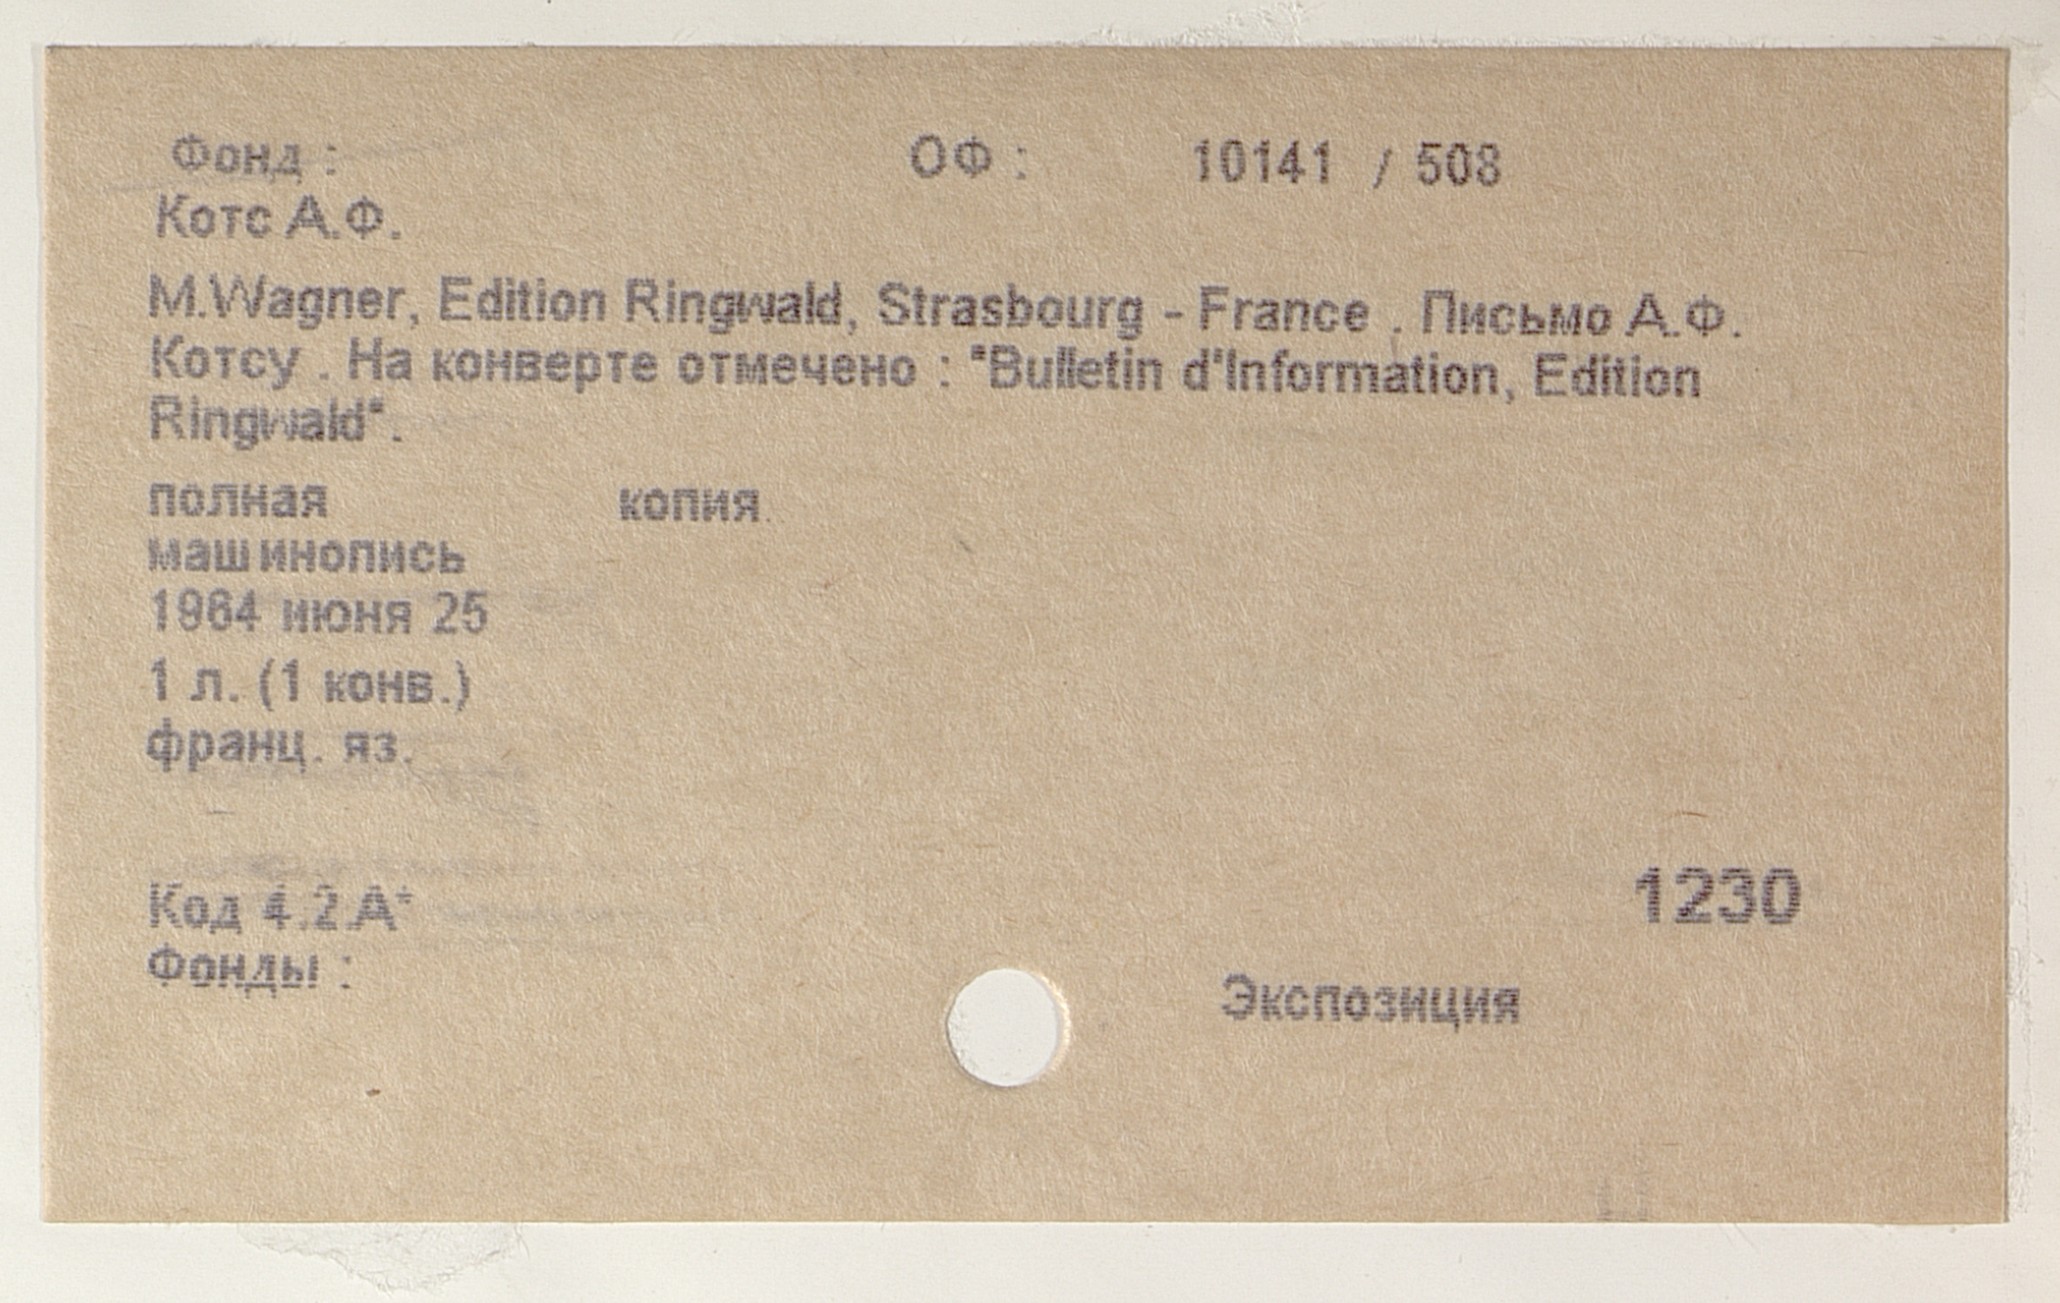 Фонд : ОФ : 10141 / 508
Котс А.Ф.
M.Wagner, Edition Ringwald, Strasbourg - France . Письмо А.Ф.
Котсу . На конверте отмечено : "Bulletin d'Information, Edition
Ringwald".
полная копия
машинопись
1964 июня 25
1 л. (1 конв.)
франц. яз.
Код 4.2.А+
1230
Фонды :
Экспозиция